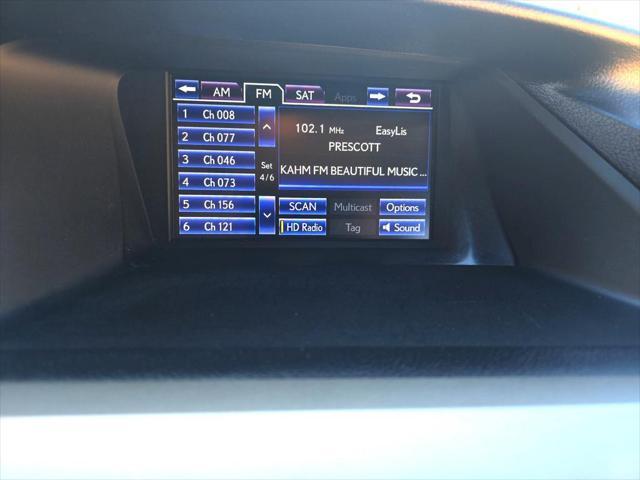 AM FM SAT Apps
1 Ch 008
2 Ch 077
3 Ch 046
4 Ch 073
5 Ch 156
6 Ch 121
Set
4/6
102.1 MHz EasyLis
PRESCOTT
KAHM FM BEAUTIFUL MUSIC ...
SCAN Multicast Options
HD Radio Tag Sound